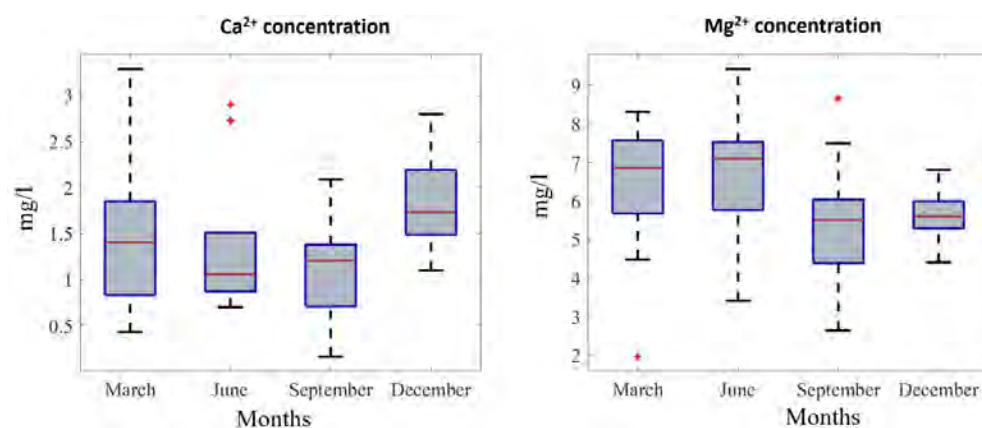 Ca²⁺ concentration
3
2.5
2
1.5
1
0.5
mg/l
March June September December
Months
Mg²⁺ concentration
9
8
7
6
5
4
3
2
mg/l
March June September December
Months